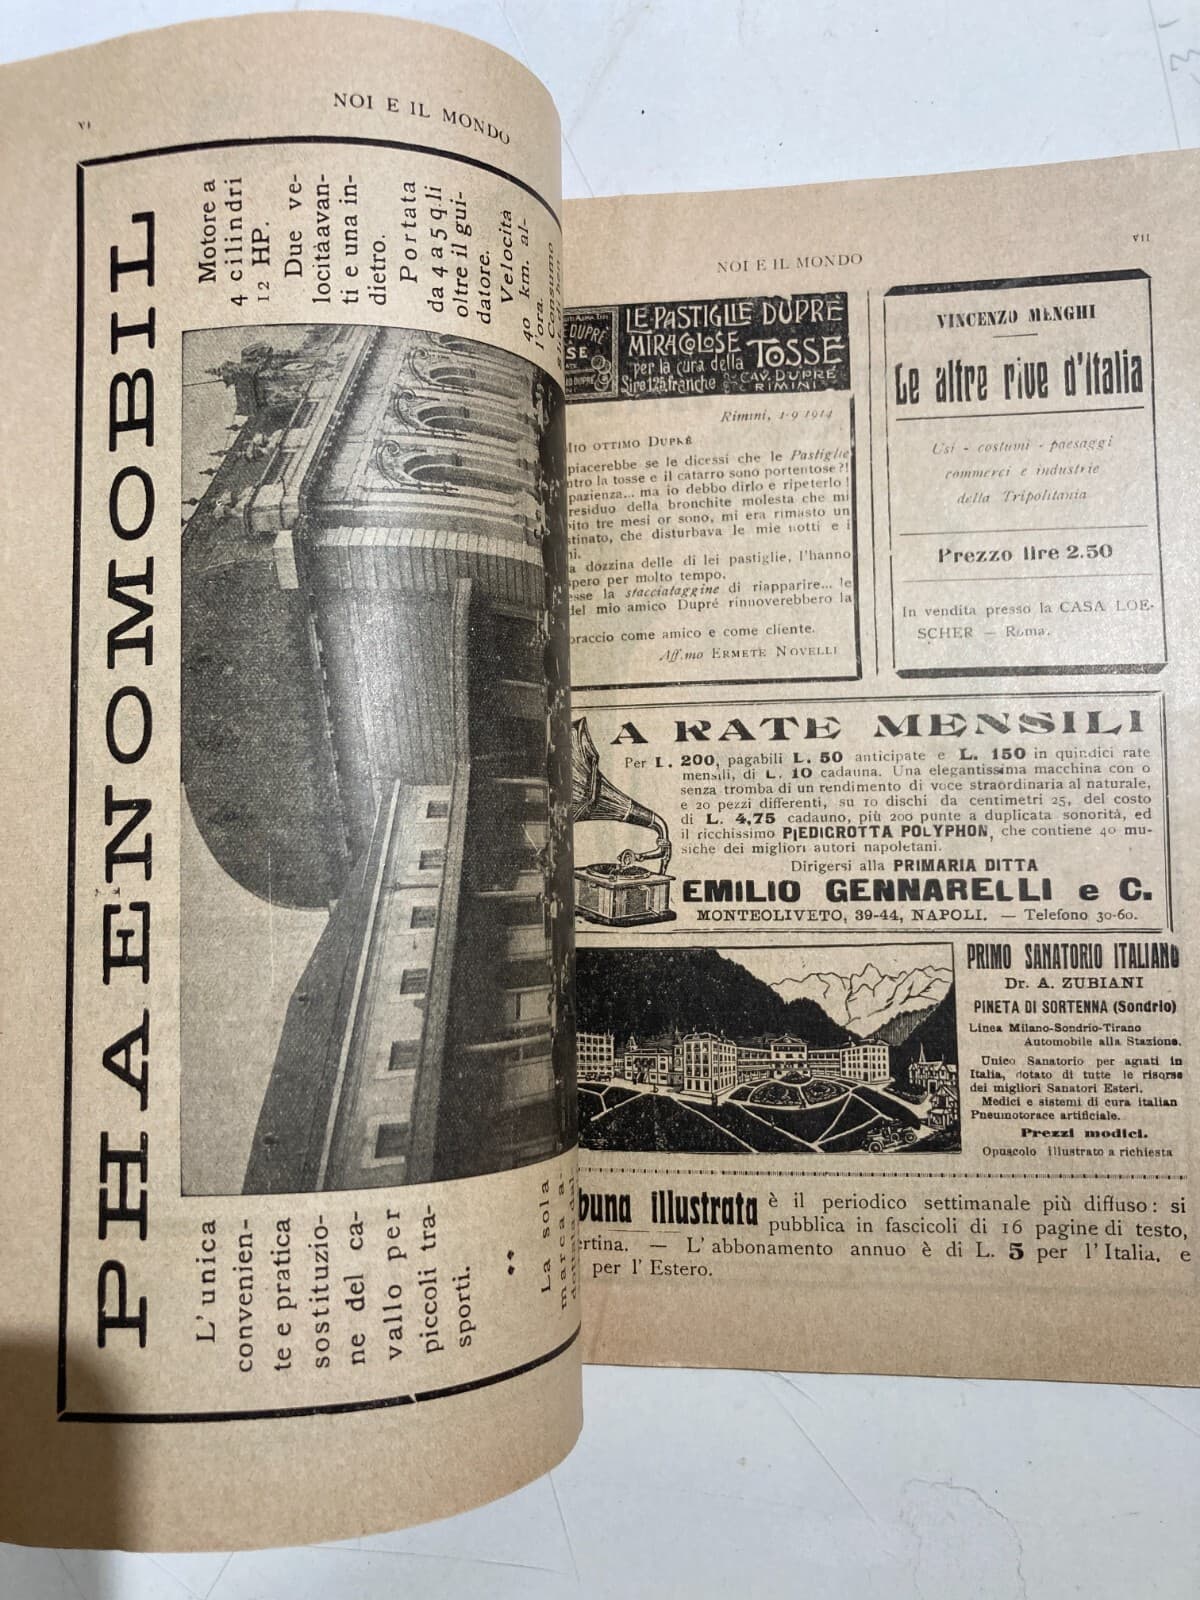 VI
NOI E IL MONDO
PHAENOMOBIL
L'unica
convenien-
te e pratica
sostituzio-
ne del ca-
vallo per
piccoli tra-
sporti.
La sola
marca a-
Motore a
4 cilindri
12 HP.
Due ve-
locità avan-
ti e una in-
dietro.
Portata
da 4 a 5 q.li
oltre il gui-
datore.
Velocità
40 km. al-
l'ora.
Consumo
VII
NOI E IL MONDO
DUPRÈ
LE PASTIGLIE DUPRÈ
MIRACOLOSE
per la cura della TOSSE
Sire 1,25 franche
CAV. DUPRÈ
RIMINI
Rimini, 1-9 1914
MIO OTTIMO DUPRÈ
piacerebbe se le dicessi che le Pastiglie
ntro la tosse e il catarro sono portentose?!
pazienza... ma io debbo dirlo e ripeterlo!
residuo della bronchite molesta che mi
ito tre mesi or sono, mi era rimasto un
tinato, che disturbava le mie notti e i
ni.
a dozzina delle di lei pastiglie, l'hanno
spero per molto tempo.
esse la stacciataggine di riapparire... le
del mio amico Dupré rinnoverebbero la
braccio come amico e come cliente.
Aff.mo ERMETE NOVELLI
VINCENZO MENGHI
Le altre rive d'Italia
Usi - costumi - paesaggi
commerci e industrie
della Tripolitania
Prezzo lire 2.50
In vendita presso la CASA LOE-
SCHER — Roma.
A RATE MENSILI
Per L. 200, pagabili L. 50 anticipate e L. 150 in quindici rate
mensili, di L. 10 cadauna. Una elegantissima macchina con o
senza tromba di un rendimento di voce straordinaria al naturale,
e 20 pezzi differenti, su 10 dischi da centimetri 25, del costo
di L. 4,75 cadauno, più 200 punte a duplicata sonorità, ed
il ricchissimo PIEDIGROTTA POLYPHON, che contiene 40 mu-
siche dei migliori autori napoletani.
Dirigersi alla PRIMARIA DITTA
EMILIO GENNARELLI e C.
MONTEOLIVETO, 39-44, NAPOLI. — Telefono 30-60.
PRIMO SANATORIO ITALIANO
Dr. A. ZUBIANI
PINETA DI SORTENNA (Sondrio)
Linea Milano-Sondrio-Tirano
Automobile alla Stazione.
Unico Sanatorio per agiati in
Italia, dotato di tutte le risorse
dei migliori Sanatori Esteri.
Medici e sistemi di cura italian
Pneumotorace artificiale.
Prezzi modici.
Opuscolo illustrato a richiesta
buna illustrata è il periodico settimanale più diffuso: si
pubblica in fascicoli di 16 pagine di testo,
ertina. — L'abbonamento annuo è di L. 5 per l'Italia, e
per l'Estero.